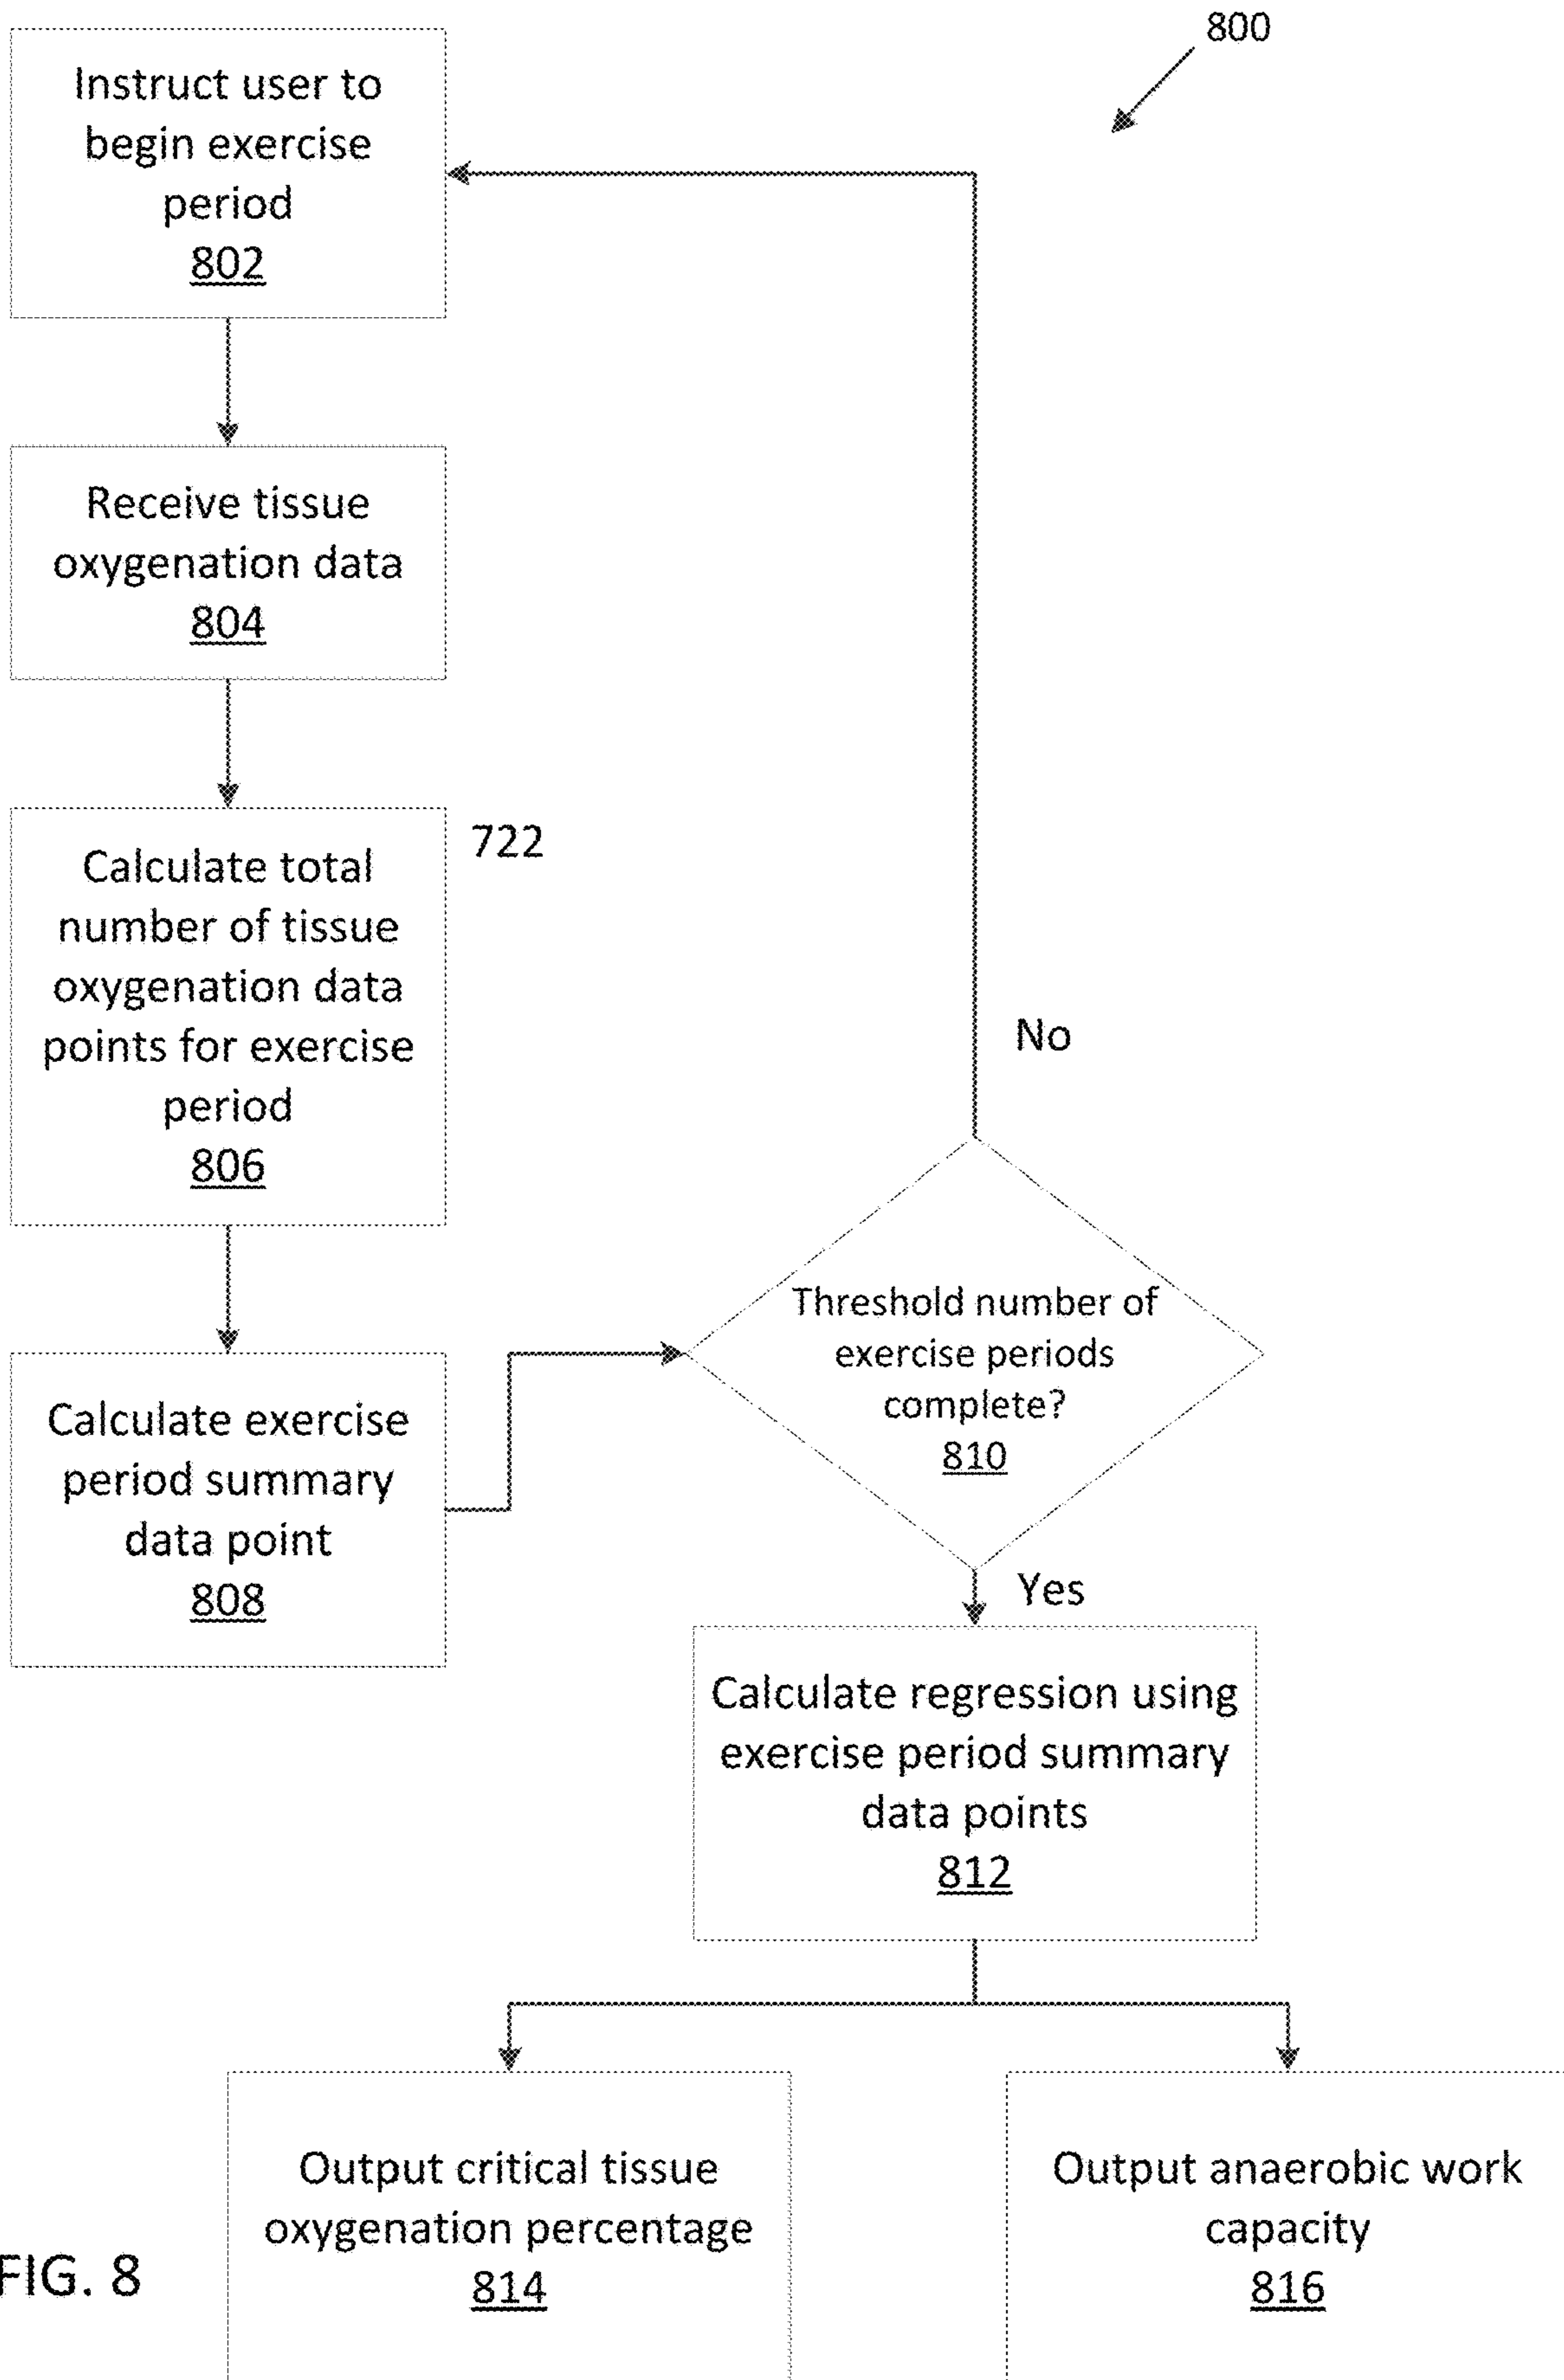 800
Instruct user to
begin exercise
period
802
Receive tissue
oxygenation data
804
722
Calculate total
number of tissue
oxygenation data
points for exercise
period
806
No
Threshold number of
exercise periods
complete?
810
Calculate exercise
period summary
data point
808
Yes
Calculate regression using
exercise period summary
data points
812
Output critical tissue
oxygenation percentage
814
Output anaerobic work
capacity
816
FIG. 8